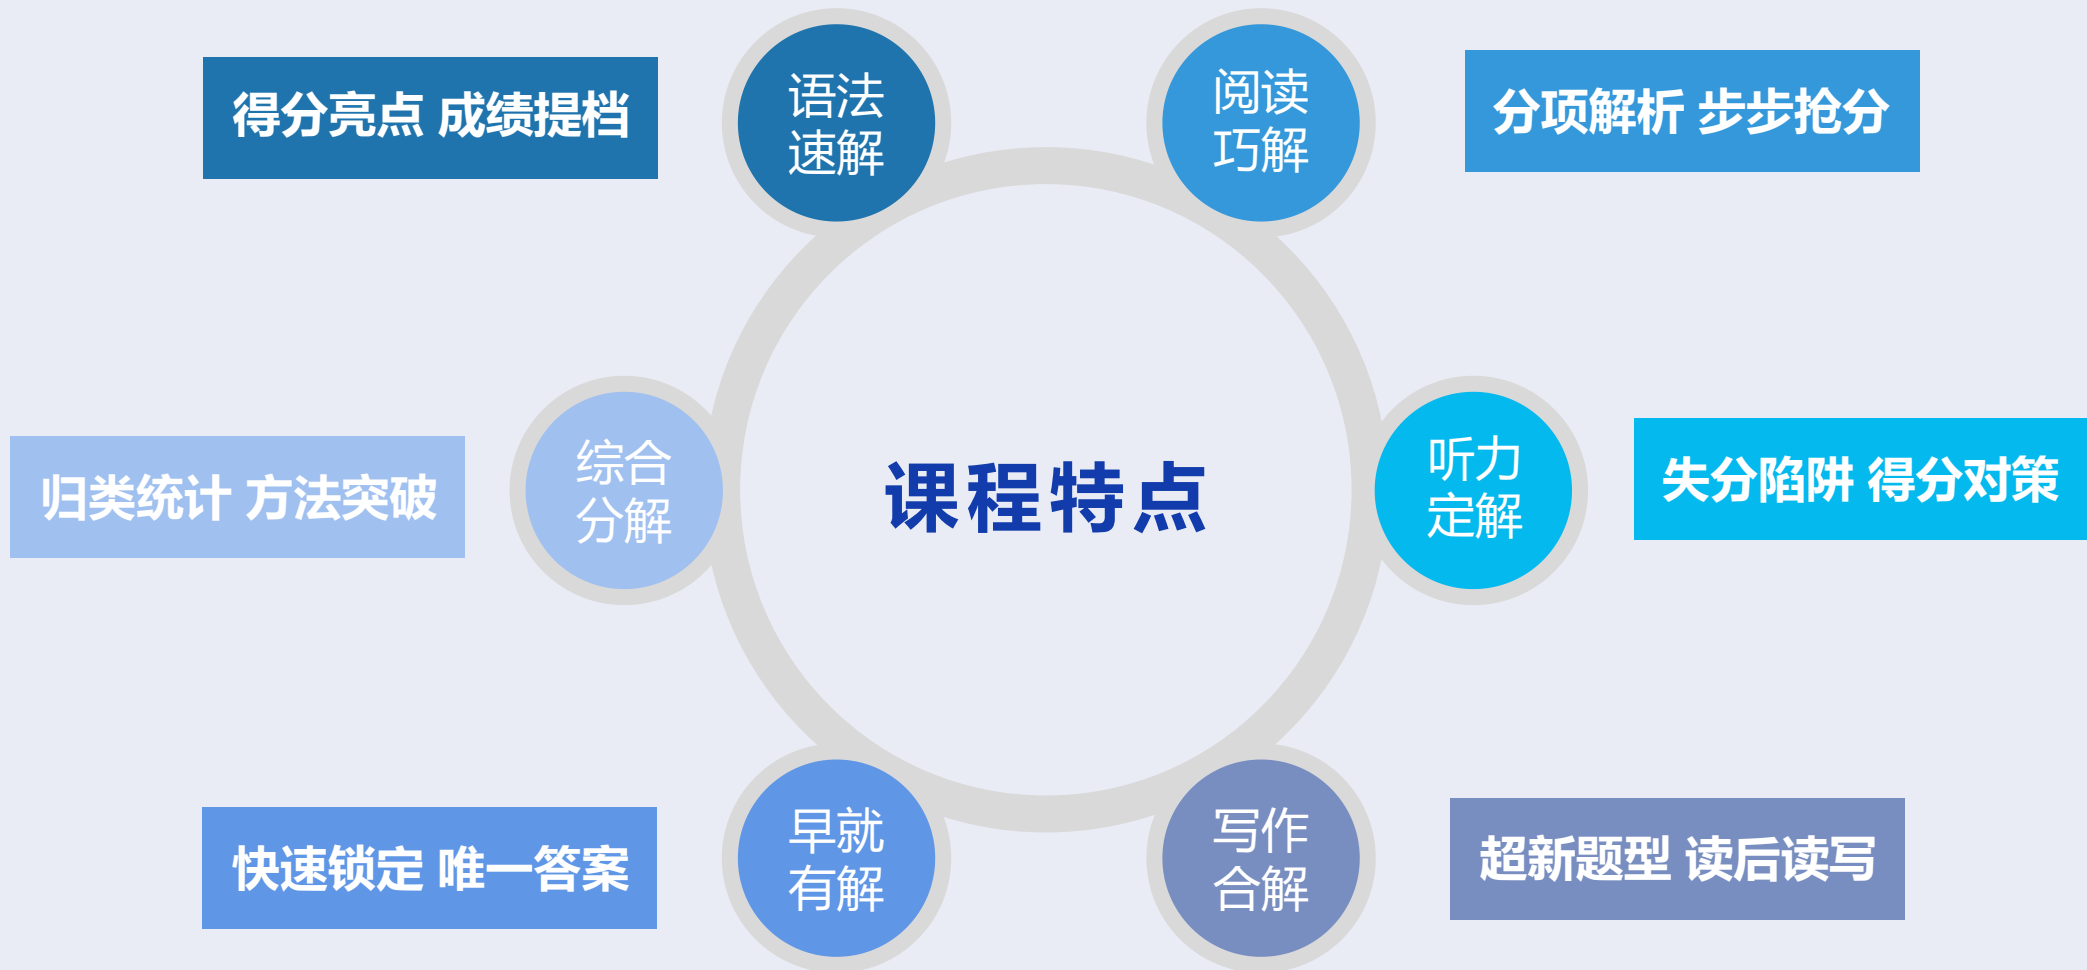 得分亮点 成绩提档
语法
速解
阅读
巧解
分项解析 步步抢分
归类统计 方法突破
综合
分解
课程特点
听力
定解
失分陷阱 得分对策
快速锁定 唯一答案
早就
有解
写作
合解
超新题型 读后读写